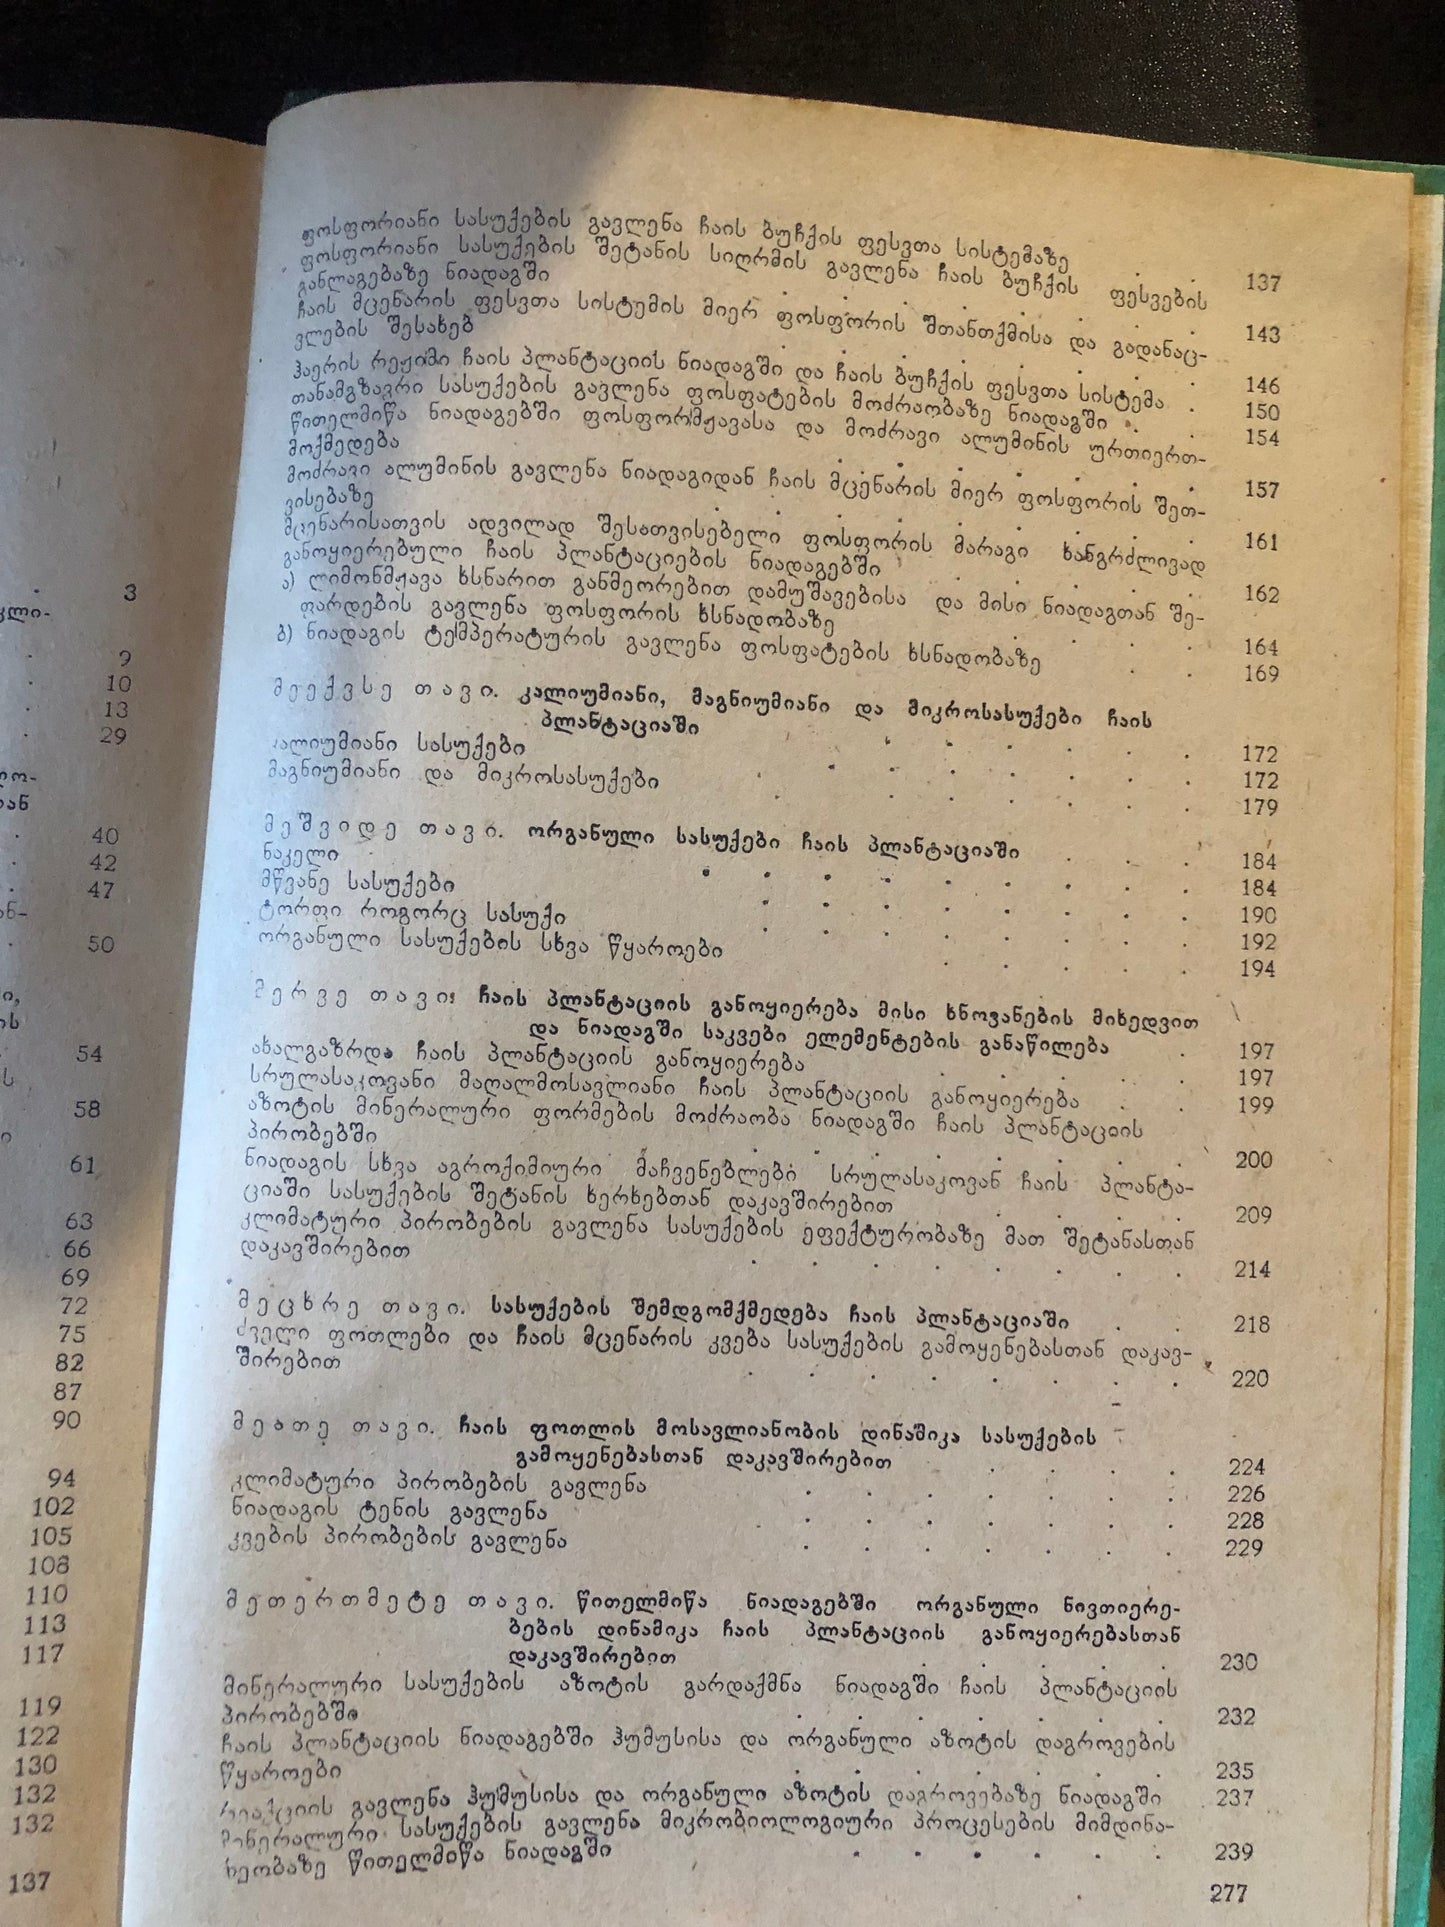 3
კლი-
9
10
13
29
40
42
47
50
54
58
61
63
66
69
72
75
82
87
90
94
102
105
108
110
113
117
119
122
130
132
132
137
ფოსფორიანი სასუქების გავლენა ჩაის ბუჩქის ფესვთა სისტემაზე . . 137
ფოსფორიანი სასუქების შეტანის სიღრმის გავლენა ჩაის ბუჩქის ფესვების
განლაგებაზე ნიადაგში . . . . . . . . 143
ჩაის მცენარის ფესვთა სისტემის მიერ ფოსფორის შთანთქმისა და გადანაც-
ვლების შესახებ . . . . . . . . 146
ჰაერის რეჟიმი ჩაის პლანტაციის ნიადაგში და ჩაის ბუჩქის ფესვთა სისტემა . 150
თანამგზავრი სასუქების გავლენა ფოსფატების მოძრაობაზე ნიადაგში . . 154
წითელმიწა ნიადაგებში ფოსფორმჟავასა და მოძრავი ალუმინის ურთიერთ-
მოქმედება . . . . . . . 157
მოძრავი ალუმინის გავლენა ნიადაგიდან ჩაის მცენარის მიერ ფოსფორის შეთ-
ვისებაზე . . . . . . . . 161
მცენარისათვის ადვილად შესათვისებელი ფოსფორის მარაგი ხანგრძლივად
განოყიერებული ჩაის პლანტაციების ნიადაგებში . . . . . 162
ა) ლიმონმჟავა ხსნარით განმეორებით დამუშავებისა და მისი ნიადაგთან შე-
ფარდების გავლენა ფოსფორის ხსნადობაზე . . . . 164
ბ) ნიადაგის ტემპერატურის გავლენა ფოსფატების ხსნადობაზე . . 169
მეექვსე თავი. კალიუმიანი, მაგნიუმიანი და მიკროსასუქები ჩაის
პლანტაციაში . . . . . . 172
კალიუმიანი სასუქები . . . . . . . 172
მაგნიუმიანი და მიკროსასუქები . . . . . . . 179
მეშვიდე თავი. ორგანული სასუქები ჩაის პლანტაციაში . . . 184
ნაკელი . . . . . . . . . 184
მწვანე სასუქები . . . . . . . . 190
ტორფი როგორც სასუქი . . . . . . . . 192
ორგანული სასუქების სხვა წყაროები . . . . . 194
მერვე თავი: ჩაის პლანტაციის განოყიერება მისი ხნოვანების მიხედვით
და ნიადაგში საკვები ელემენტების განაწილება . 197
ახალგაზრდა ჩაის პლანტაციის განოყიერება . . . . . 197
სრულასაკოვანი მაღალმოსავლიანი ჩაის პლანტაციის განოყიერება . . 199
აზოტის მინერალური ფორმების მოძრაობა ნიადაგში ჩაის პლანტაციის
პირობებში . . . . . . . . 200
ნიადაგის სხვა აგროქიმიური მაჩვენებლები სრულასაკოვან ჩაის პლანტა-
ციაში სასუქების შეტანის ხერხებთან დაკავშირებით . . . . 209
კლიმატური პირობების გავლენა სასუქების ეფექტურობაზე მათ შეტანასთან
დაკავშირებით . . . . . . . . 214
მეცხრე თავი. სასუქების შემდგომქმედება ჩაის პლანტაციაში . . 218
ძველი ფოთლები და ჩაის მცენარის კვება სასუქების გამოყენებასთან დაკავ-
შირებით . . . . . . . . 220
მეათე თავი. ჩაის ფოთლის მოსავლიანობის დინამიკა სასუქების
გამოყენებასთან დაკავშირებით . . . . 224
კლიმატური პირობების გავლენა . . . . . . . 226
ნიადაგის ტენის გავლენა . . . . . . . 228
კვების პირობების გავლენა . . . . . . . 229
მეთერთმეტე თავი. წითელმიწა ნიადაგებში ორგანული ნივთიერე-
ბების დინამიკა ჩაის პლანტაციის განოყიერებასთან
დაკავშირებით . . . . . 230
მინერალური სასუქების აზოტის გარდაქმნა ნიადაგში ჩაის პლანტაციის
პირობებში . . . . . . . 232
ჩაის პლანტაციის ნიადაგებში ჰუმუსისა და ორგანული აზოტის დაგროვების
წყაროები . . . . . . . 235
რეაქციის გავლენა ჰუმუსისა და ორგანული აზოტის დაგროვებაზე ნიადაგში 237
მინერალური სასუქების გავლენა მიკრობიოლოგიური პროცესების მიმდინა-
რეობაზე წითელმიწა ნიადაგში . . . . . . 239
277